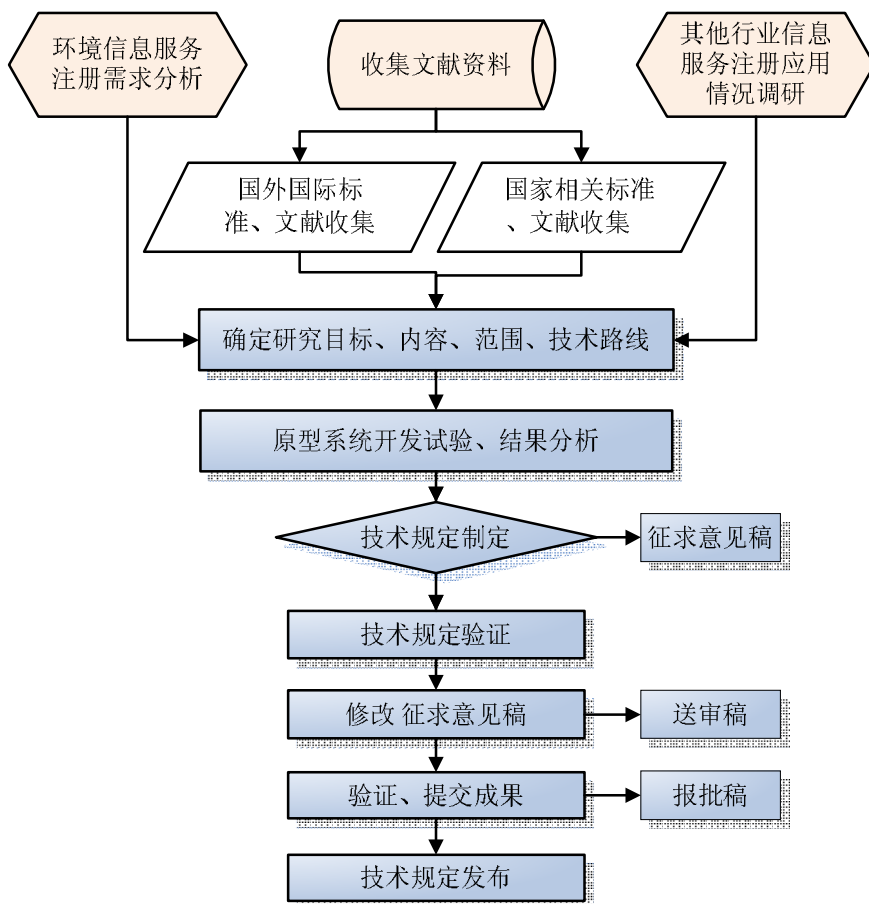 环境信息服务
注册需求分析
收集文献资料
其他行业信息
服务注册应用
情况调研
国外国际标
准、文献收集
国家相关标准
、文献收集
确定研究目标、内容、范围、技术路线
原型系统开发试验、结果分析
技术规定制定
征求意见稿
技术规定验证
修改 征求意见稿
送审稿
验证、提交成果
报批稿
技术规定发布